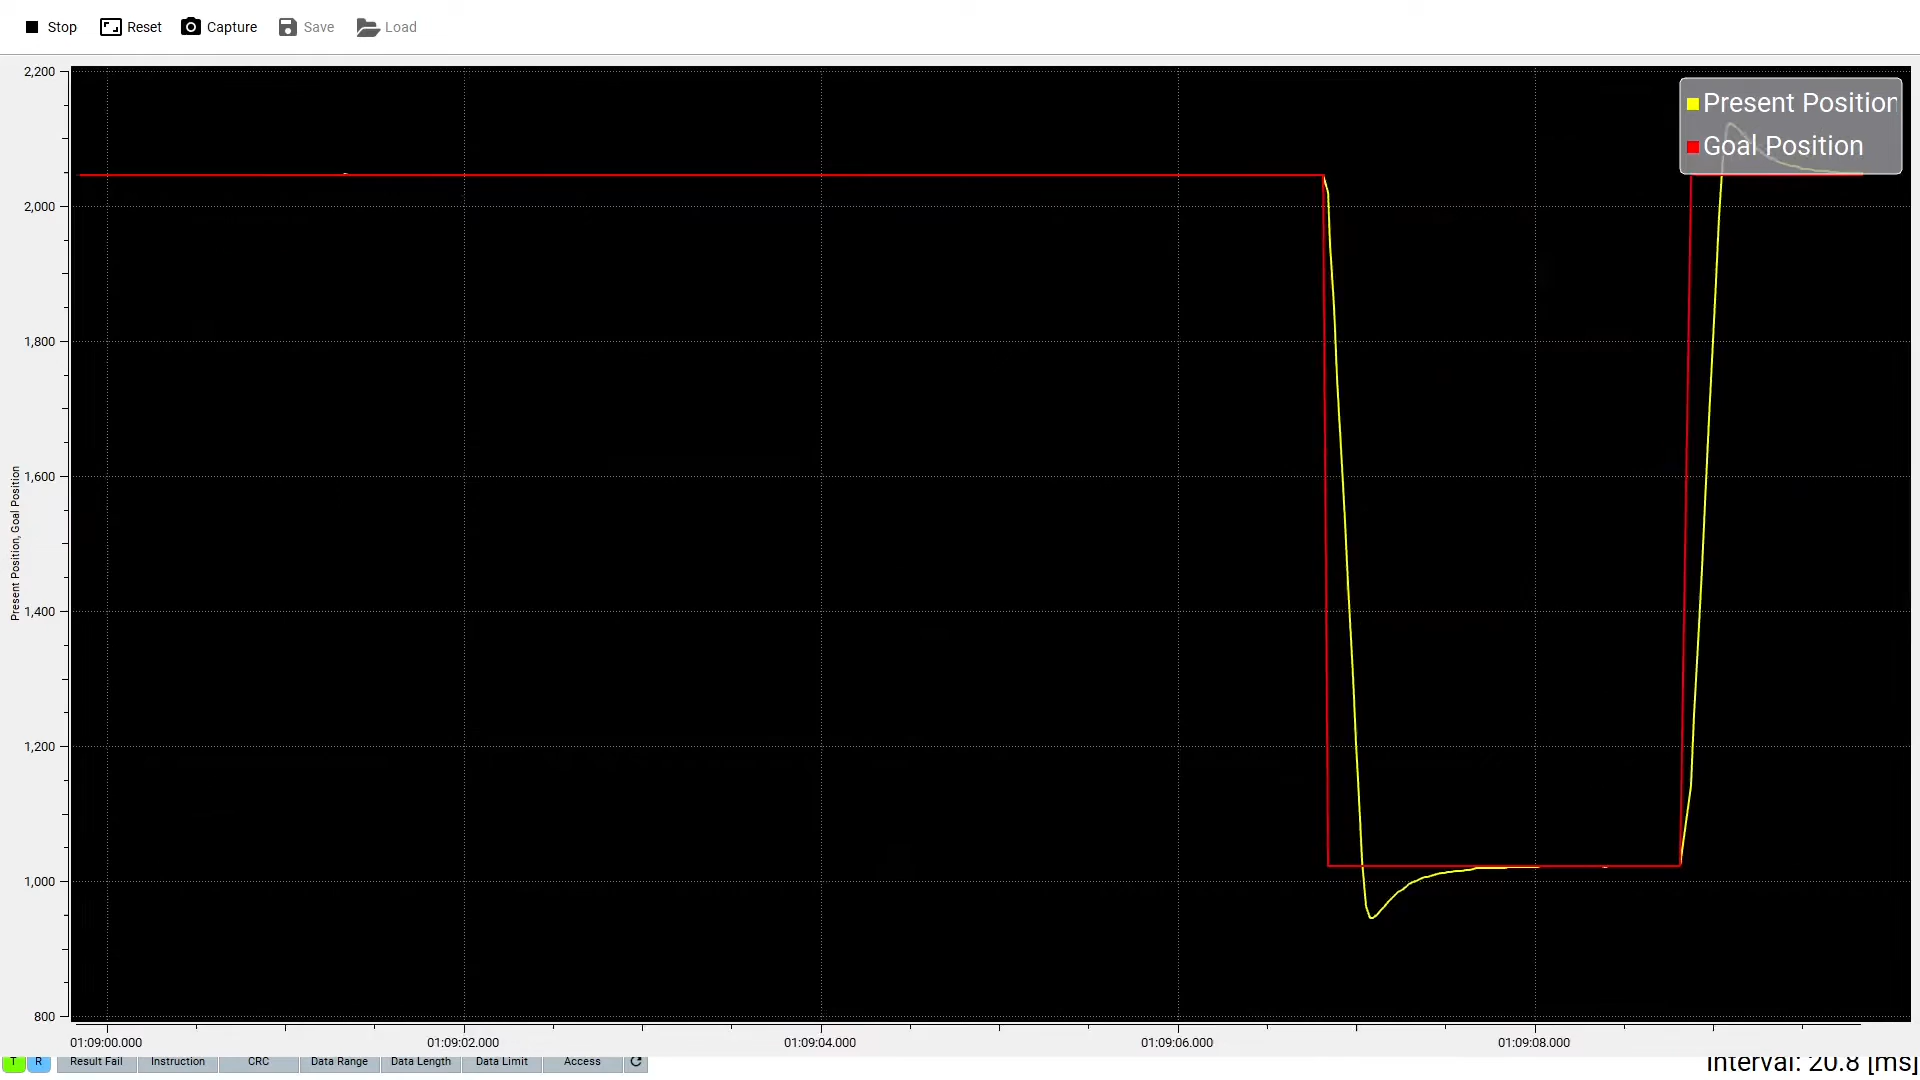 Stop Reset Capture Save Load
2,200
2,000
1,800
1,600
1,400
1,200
1,000
800
Present Position, Goal Position
Present Position
Goal Position
01:09:00.000 01:09:02.000 01:09:04.000 01:09:06.000 01:09:08.000
T R Result Fail Instruction CRC Data Range Data Length Data Limit Access
Interval: 20.8 [ms]